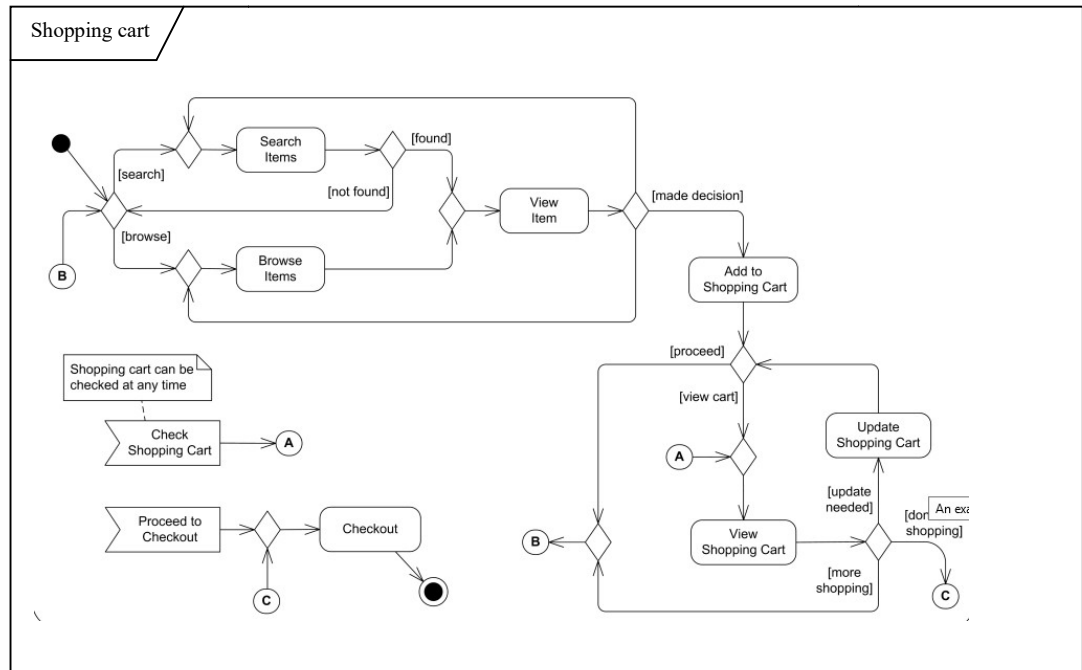 Shopping cart
Search
Items
[found]
[search]
[not found]
[made decision]
View
Item
[browse]
B
Browse
Items
Add to
Shopping Cart
[proceed]
Shopping cart can be
checked at any time
[view cart]
Check
Shopping Cart
A
A
Update
Shopping Cart
[update
needed]
An
shopping]
Proceed to
Checkout
Checkout
B
View
Shopping Cart
[more
shopping]
C
C